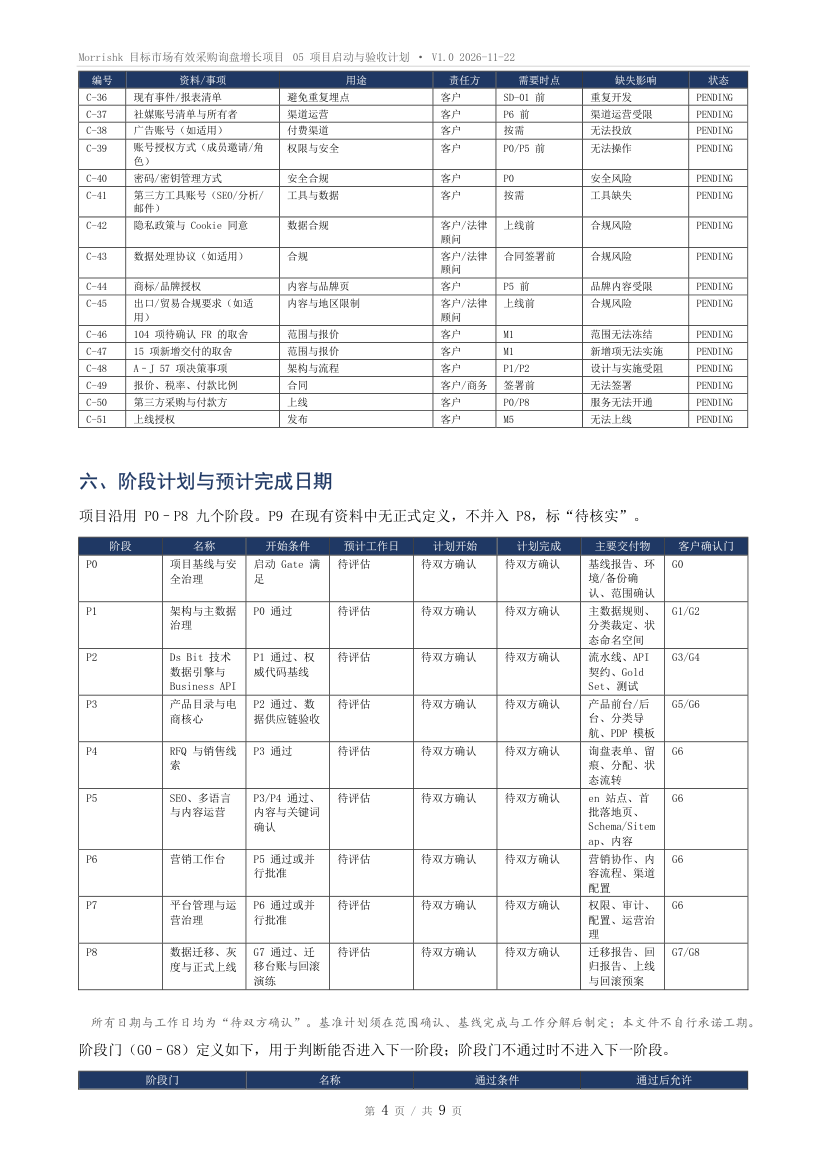 Morrishk 目标市场有效采购询盘增长项目 05 项目启动与验收计划 • V1.0 2026-11-22
编号 资料/事项 用途 责任方 需要时点 缺失影响 状态
C-36 现有事件/报表清单 避免重复埋点 客户 SD-01 前 重复开发 PENDING
C-37 社媒账号清单与所有者 渠道运营 客户 P6 前 渠道运营受限 PENDING
C-38 广告账号（如适用） 付费渠道 客户 按需 无法投放 PENDING
C-39 账号授权方式（成员邀请/角 权限与安全 客户 P0/P5 前 无法操作 PENDING
色）
C-40 密码/密钥管理方式 安全合规 客户 P0 安全风险 PENDING
C-41 第三方工具账号（SEO/分析/ 工具与数据 客户 按需 工具缺失 PENDING
邮件）
C-42 隐私政策与 Cookie 同意 数据合规 客户/法律 上线前 合规风险 PENDING
顾问
C-43 数据处理协议（如适用） 合规 客户/法律 合同签署前 合规风险 PENDING
顾问
C-44 商标/品牌授权 内容与品牌页 客户 P5 前 品牌内容受限 PENDING
C-45 出口/贸易合规要求（如适 内容与地区限制 客户/法律 上线前 合规风险 PENDING
用） 顾问
C-46 104 项待确认 FR 的取舍 范围与报价 客户 M1 范围无法冻结 PENDING
C-47 15 项新增交付的取舍 范围与报价 客户 M1 新增项无法实施 PENDING
C-48 A–J 57 项决策事项 架构与流程 客户 P1/P2 设计与实施受阻 PENDING
C-49 报价、税率、付款比例 合同 客户/商务 签署前 无法签署 PENDING
C-50 第三方采购与付款方 上线 客户 P0/P8 服务无法开通 PENDING
C-51 上线授权 发布 客户 M5 无法上线 PENDING
六、阶段计划与预计完成日期
项目沿用 P0–P8 九个阶段。P9 在现有资料中无正式定义，不并入 P8，标“待核实”。
阶段 名称 开始条件 预计工作日 计划开始 计划完成 主要交付物 客户确认门
P0 项目基线与安 启动 Gate 满 待评估 待双方确认 待双方确认 基线报告、环 G0
全治理 足 境/备份确
认、范围确认
P1 架构与主数据 P0 通过 待评估 待双方确认 待双方确认 主数据规则、 G1/G2
治理 分类裁定、状
态命名空间
P2 Ds Bit 技术 P1 通过、权 待评估 待双方确认 待双方确认 流水线、API G3/G4
数据引擎与 威代码基线 契约、Gold
Business API Set、测试
P3 产品目录与电 P2 通过、数 待评估 待双方确认 待双方确认 产品前台/后 G5/G6
商核心 据供应链验收 台、分类导
航、PDP 模板
P4 RFQ 与销售线 P3 通过 待评估 待双方确认 待双方确认 询盘表单、留 G6
索 痕、分配、状
态流转
P5 SEO、多语言 P3/P4 通过、 待评估 待双方确认 待双方确认 en 站点、首 G6
与内容运营 内容与关键词 批落地页、
确认 Schema/Sitem
ap、内容
P6 营销工作台 P5 通过或并 待评估 待双方确认 待双方确认 营销协作、内 G6
行批准 容流程、渠道
配置
P7 平台管理与运 P6 通过或并 待评估 待双方确认 待双方确认 权限、审计、 G6
营治理 行批准 配置、运营治
理
P8 数据迁移、灰 G7 通过、迁 待评估 待双方确认 待双方确认 迁移报告、回 G7/G8
度与正式上线 移台账与回滚 归报告、上线
演练 与回滚预案
所有日期与工作日均为“待双方确认”。基准计划须在范围确认、基线完成与工作分解后制定；本文件不自行承诺工期。
阶段门（G0–G8）定义如下，用于判断能否进入下一阶段；阶段门不通过时不进入下一阶段。
阶段门 名称 通过条件 通过后允许
第 4 页 / 共 9 页